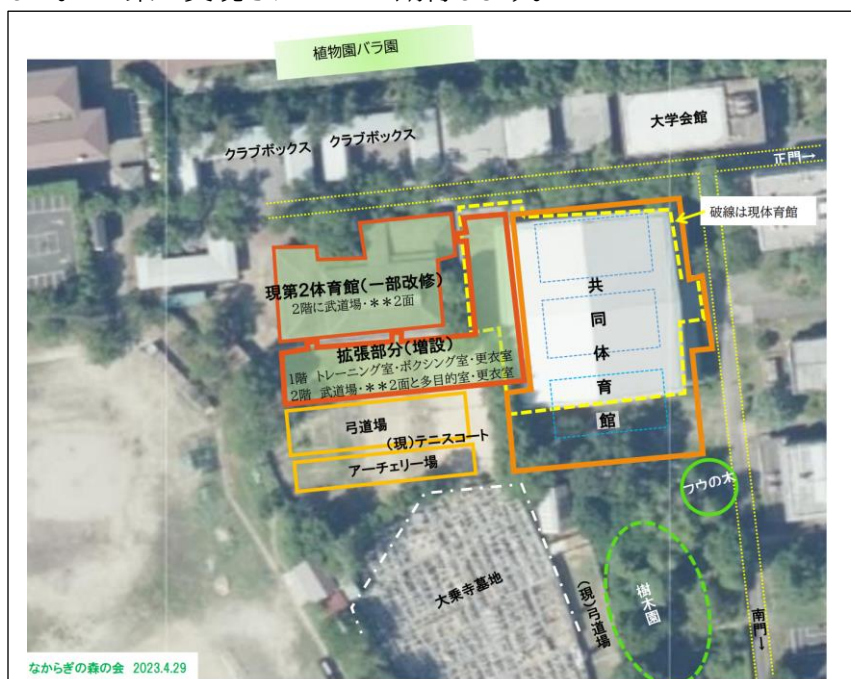 植物園バラ園
大学会館
クラブボックス
クラブボックス
正門→
破線は現体育館
現第2体育館(一部改修)
2階に武道場・**2面
共同体育館
拡張部分(増設)
1階 トレーニング室・ボクシング室・更衣室
2階 武道場・**2面と多目的室・更衣室
弓道場
(現)テニスコート
アーチェリー場
フウの木
大乗寺墓地
(現)弓道場
樹木園
南門→
なからぎの森の会 2023.4.29